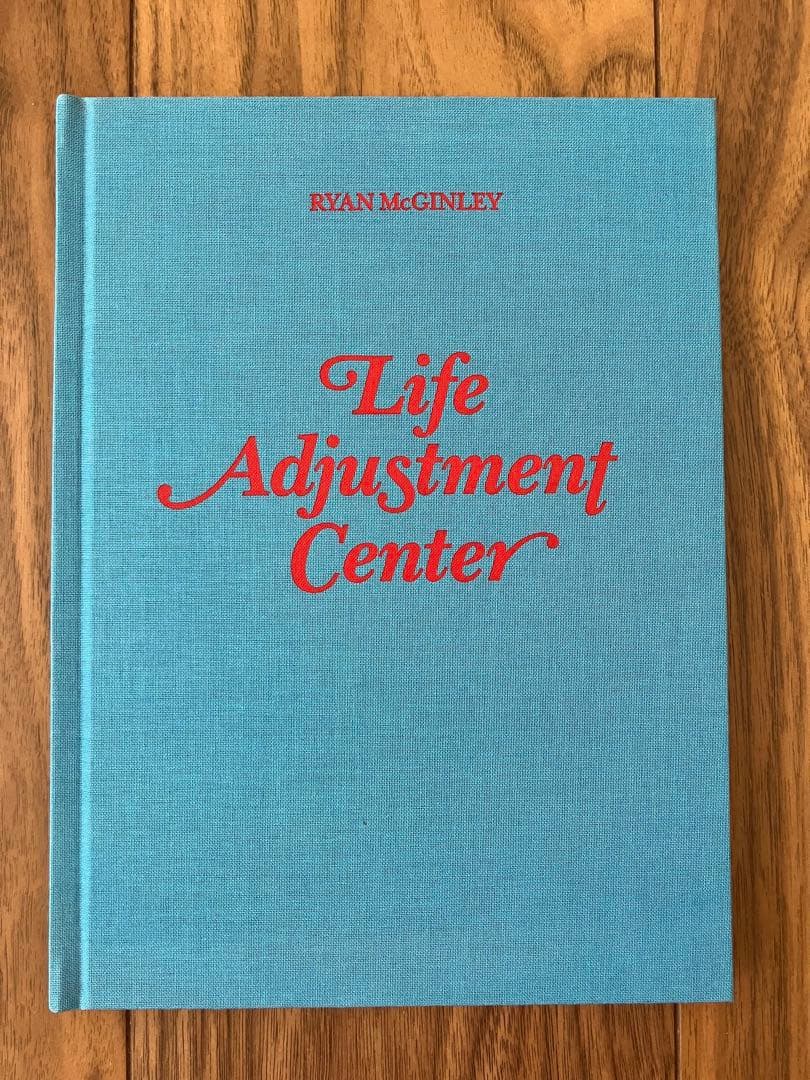 RYAN McGINLEY
Life
Adjustment
Center